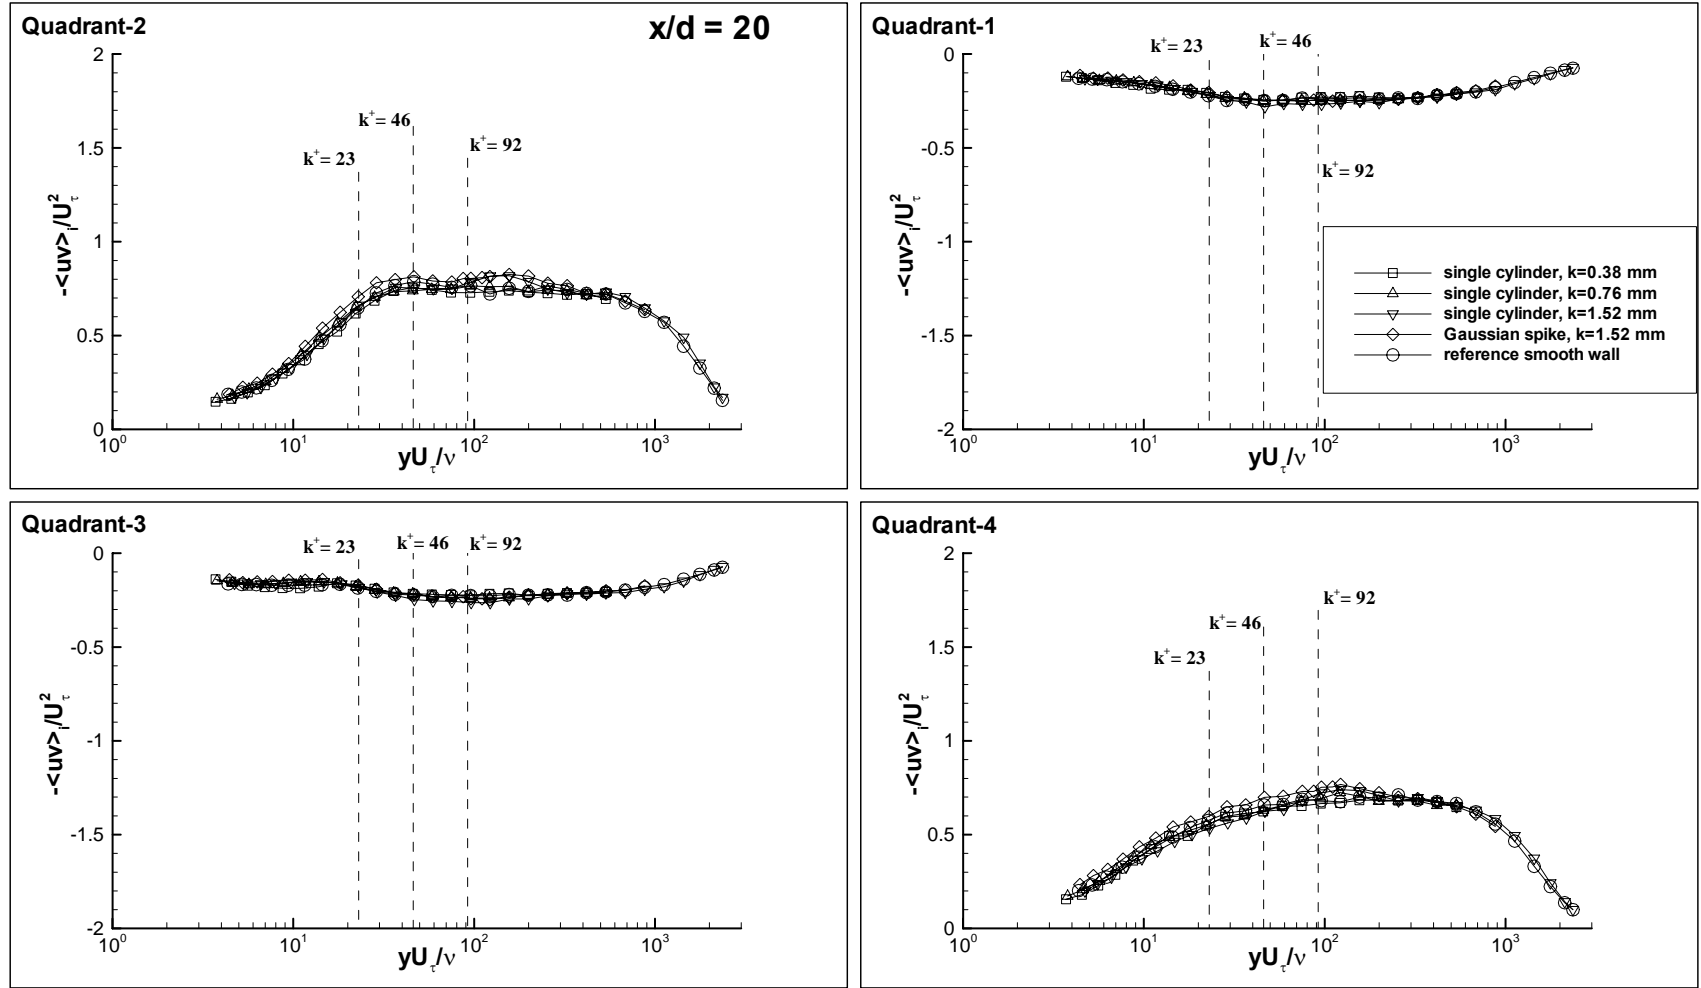 Quadrant-2
x/d = 20
2
1.5
1
0.5
0
k⁺= 46
k⁺= 23
k⁺= 92
-<uv>ᵢ/U²τ
10⁰
10¹
10²
10³
yUτ/ν
Quadrant-1
0
-0.5
-1
-1.5
-2
k⁺= 23
k⁺= 46
k⁺= 92
-<uv>ᵢ/U²τ
single cylinder, k=0.38 mm
single cylinder, k=0.76 mm
single cylinder, k=1.52 mm
Gaussian spike, k=1.52 mm
reference smooth wall
10⁰
10¹
10²
10³
yUτ/ν
Quadrant-3
0
-0.5
-1
-1.5
-2
k⁺= 23
k⁺= 46
k⁺= 92
-<uv>ᵢ/U²τ
10⁰
10¹
10²
10³
yUτ/ν
Quadrant-4
2
1.5
1
0.5
0
k⁺= 92
k⁺= 46
k⁺= 23
-<uv>ᵢ/U²τ
10⁰
10¹
10²
10³
yUτ/ν